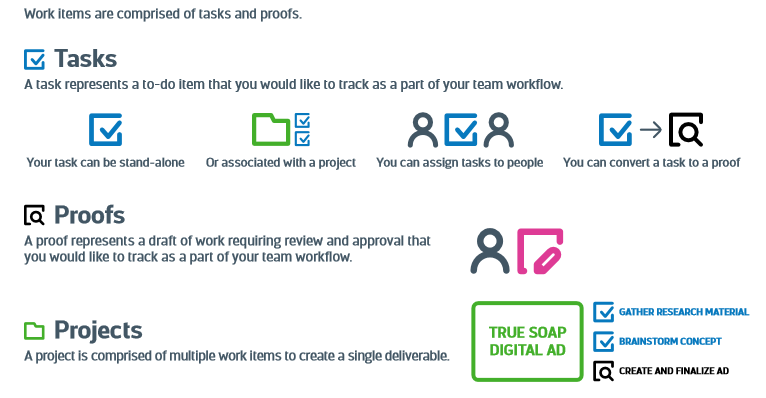 Work items are comprised of tasks and proofs.
Tasks
A task represents a to-do item that you would like to track as a part of your team workflow.
Your task can be stand-alone
Or associated with a project
You can assign tasks to people
You can convert a task to a proof
Proofs
A proof represents a draft of work requiring review and approval that
you would like to track as a part of your team workflow.
Projects
A project is comprised of multiple work items to create a single deliverable.
TRUE SOAP
DIGITAL AD
GATHER RESEARCH MATERIAL
BRAINSTORM CONCEPT
CREATE AND FINALIZE AD